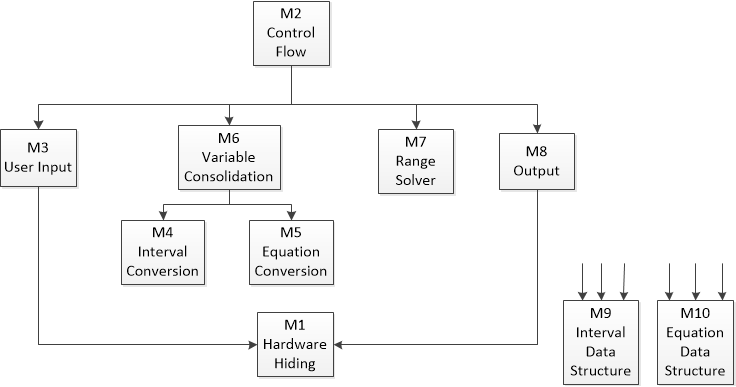 M2
Control
Flow
M3
User Input
M6
Variable
Consolidation
M7
Range
Solver
M8
Output
M4
Interval
Conversion
M5
Equation
Conversion
M1
Hardware
Hiding
M9
Interval
Data
Structure
M10
Equation
Data
Structure